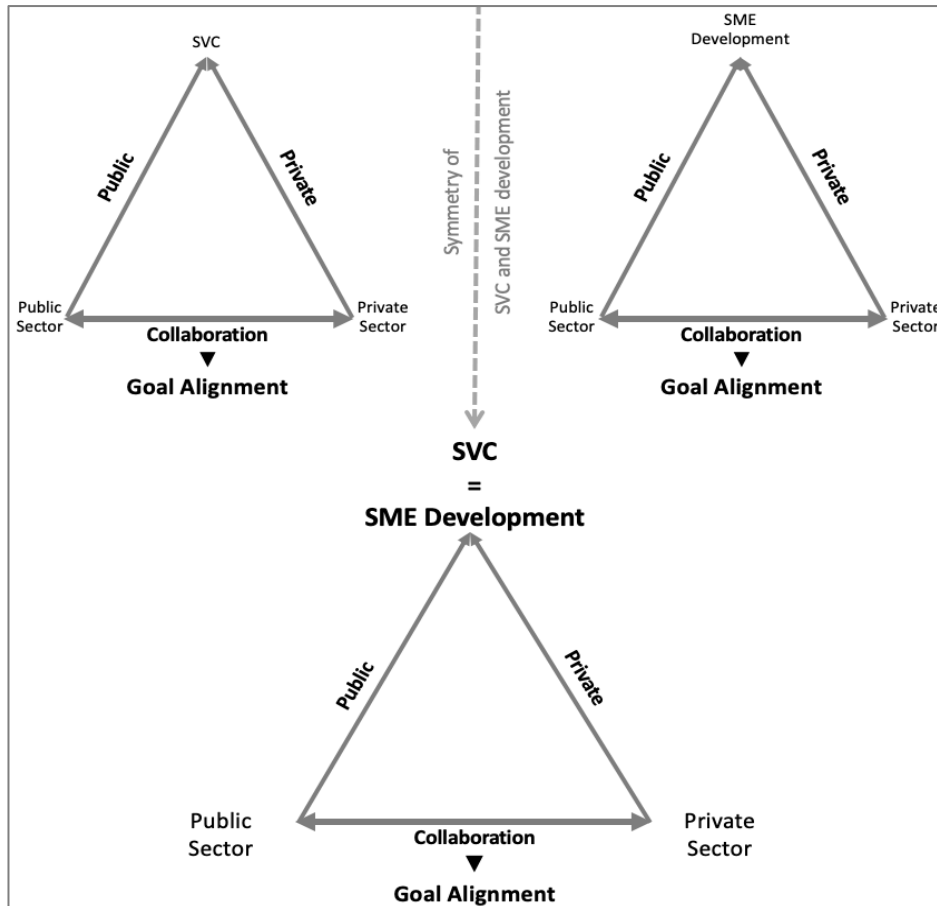 SVC
Public
Private
Public
Sector
Private
Sector
Collaboration
▼
Goal Alignment
Symmetry of
SVC and SME development
SME
Development
Public
Private
Public
Sector
Private
Sector
Collaboration
▼
Goal Alignment
SVC
=
SME Development
Public
Private
Public
Sector
Private
Sector
Collaboration
▼
Goal Alignment